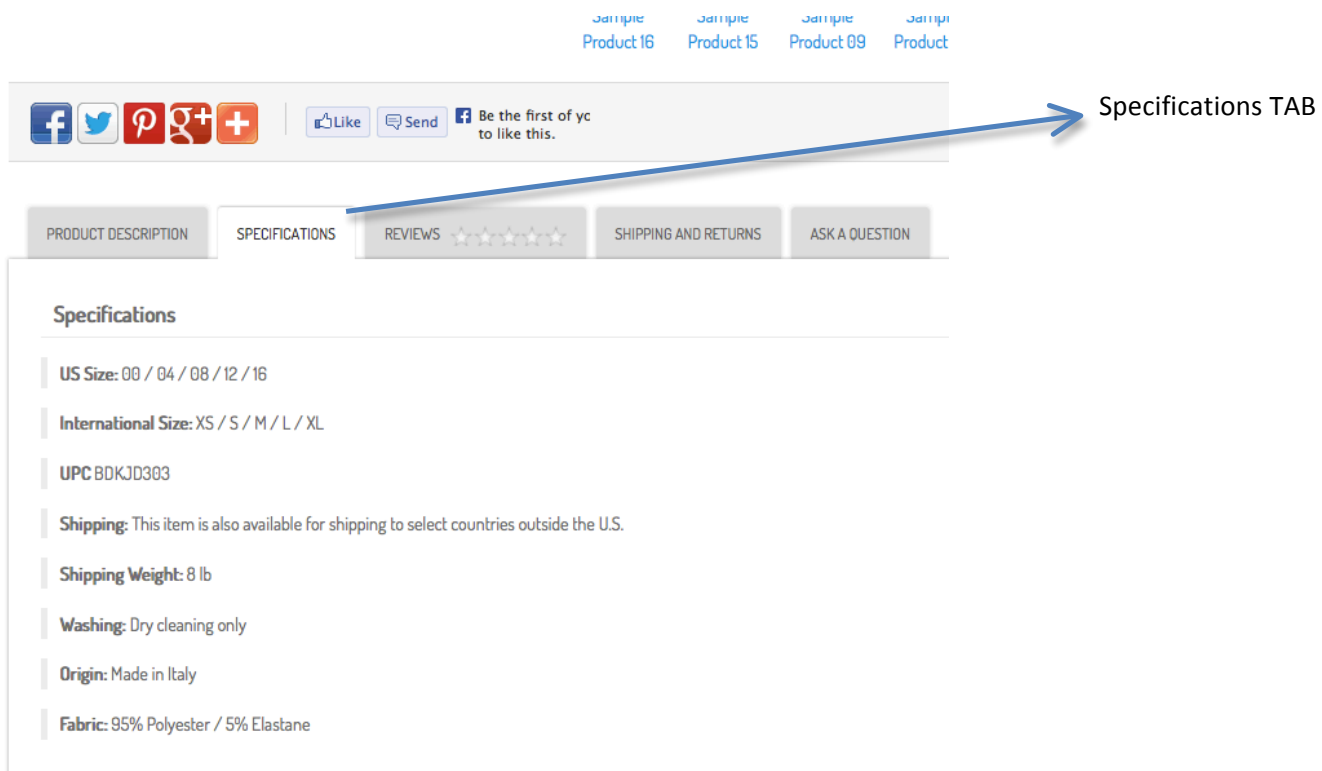 Sample Sample Sample
Product 16 Product 15 Product 09 Product
Like Send Be the first of yc
to like this.
Specifications TAB
PRODUCT DESCRIPTION SPECIFICATIONS REVIEWS SHIPPING AND RETURNS ASK A QUESTION
Specifications
US Size: 00 / 04 / 08 / 12 / 16
International Size: XS / S / M / L / XL
UPC BDKJD303
Shipping: This item is also available for shipping to select countries outside the U.S.
Shipping Weight: 8 lb
Washing: Dry cleaning only
Origin: Made in Italy
Fabric: 95% Polyester / 5% Elastane